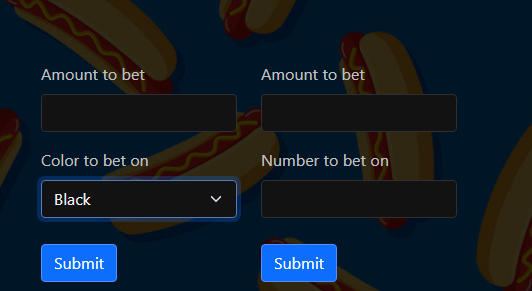 Amount to bet
Amount to bet
Color to bet on
Number to bet on
Black
Submit
Submit